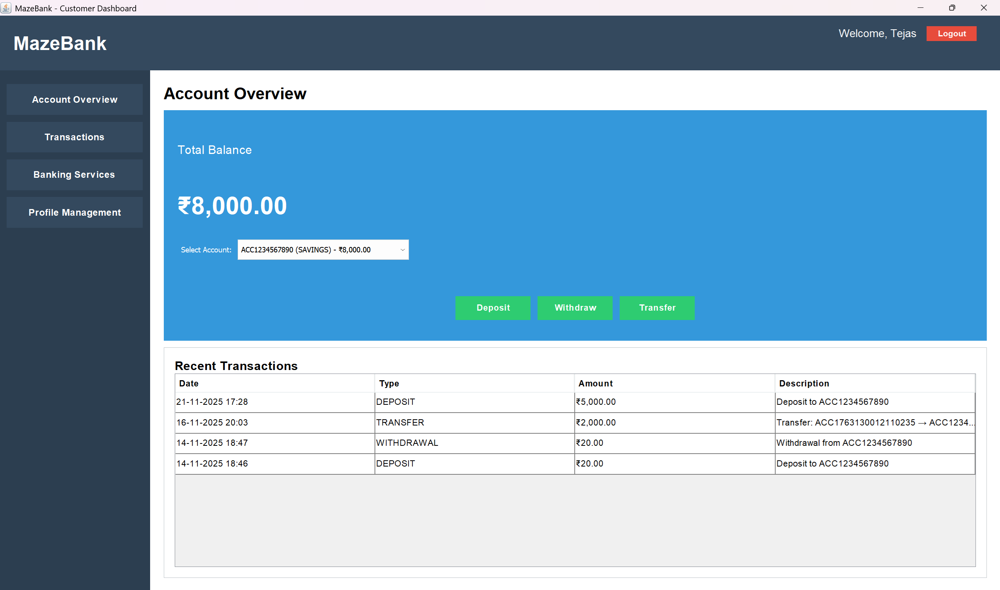 MazeBank - Customer Dashboard
MazeBank
Welcome, Tejas Logout
Account Overview
Transactions
Banking Services
Profile Management
Account Overview
Total Balance
₹8,000.00
Select Account: ACC1234567890 (SAVINGS) - ₹8,000.00
Deposit Withdraw Transfer
Recent Transactions
Date Type Amount Description
21-11-2025 17:28 DEPOSIT ₹5,000.00 Deposit to ACC1234567890
16-11-2025 20:03 TRANSFER ₹2,000.00 Transfer: ACC1763130012110235 → ACC1234...
14-11-2025 18:47 WITHDRAWAL ₹20.00 Withdrawal from ACC1234567890
14-11-2025 18:46 DEPOSIT ₹20.00 Deposit to ACC1234567890